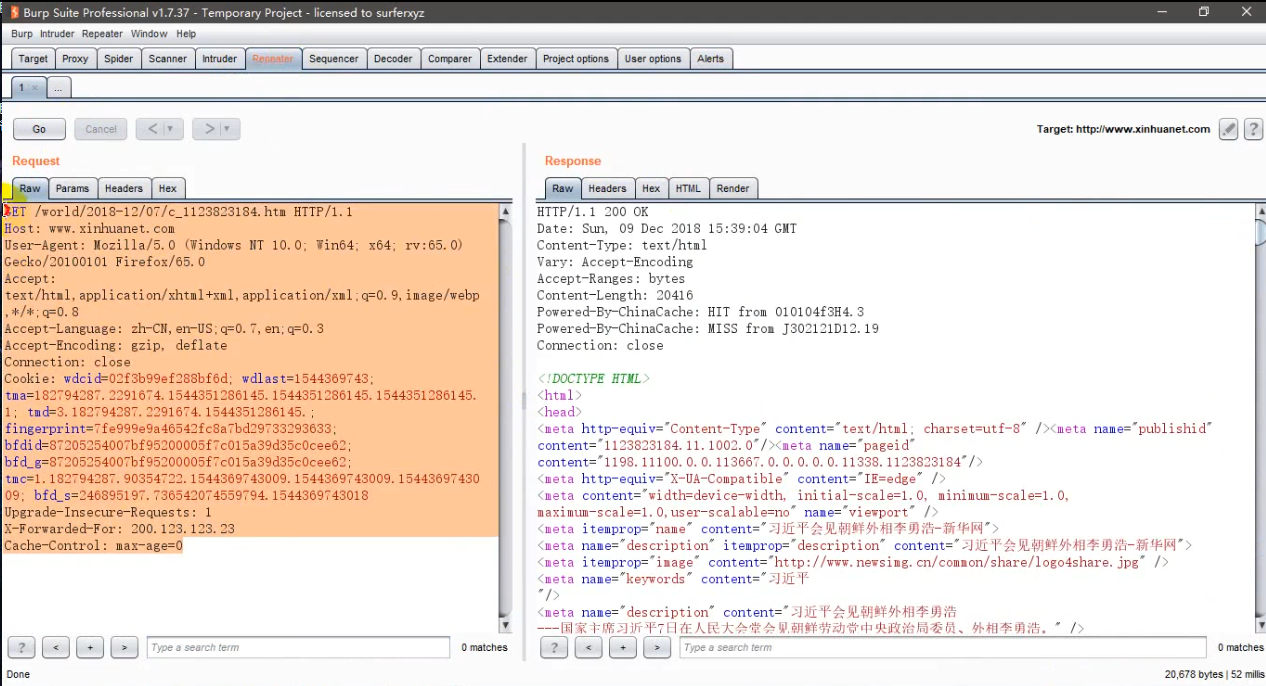 Burp Suite Professional v1.7.37 - Temporary Project - licensed to surferxyz
Burp Intruder Repeater Window Help
Target Proxy Spider Scanner Intruder Repeater Sequencer Decoder Comparer Extender Project options User options Alerts
1 × ...
Go Cancel < > Target: http://www.xinhuanet.com ?
Request
Raw Params Headers Hex
GET /world/2018-12/07/c_1123823184.htm HTTP/1.1
Host: www.xinhuanet.com
User-Agent: Mozilla/5.0 (Windows NT 10.0; Win64; x64; rv:65.0)
Gecko/20100101 Firefox/65.0
Accept:
text/html,application/xhtml+xml,application/xml;q=0.9,image/webp
,*/*;q=0.8
Accept-Language: zh-CN,en-US;q=0.7,en;q=0.3
Accept-Encoding: gzip, deflate
Connection: close
Cookie: wdcid=02f3b99ef288bf6d; wdlast=1544369743;
tma=182794287.2291674.1544351286145.1544351286145.1544351286145.
1; tmd=3.182794287.2291674.1544351286145.;
fingerprint=7fe999e9a46542fc8a7bd29733293633;
bfdid=87205254007bf95200005f7c015a39d35c0cee62;
bfd_g=87205254007bf95200005f7c015a39d35c0cee62;
tmc=1.182794287.90354722.1544369743009.1544369743009.15443697430
09; bfd_s=246895197.736542074559794.1544369743018
Upgrade-Insecure-Requests: 1
X-Forwarded-For: 200.123.123.23
Cache-Control: max-age=0
? < + > Type a search term 0 matches
Response
Raw Headers Hex HTML Render
HTTP/1.1 200 OK
Date: Sun, 09 Dec 2018 15:39:04 GMT
Content-Type: text/html
Vary: Accept-Encoding
Accept-Ranges: bytes
Content-Length: 20416
Powered-By-ChinaCache: HIT from 010104f3H4.3
Powered-By-ChinaCache: MISS from J302121D12.19
Connection: close
<!DOCTYPE HTML>
<html>
<head>
<meta http-equiv="Content-Type" content="text/html; charset=utf-8" /><meta name="publishid"
content="1123823184.11.1002.0"/><meta name="pageid"
content="1198.11100.0.0.113667.0.0.0.0.0.11338.1123823184"/>
<meta http-equiv="X-UA-Compatible" content="IE=edge" />
<meta content="width=device-width, initial-scale=1.0, minimum-scale=1.0,
maximum-scale=1.0,user-scalable=no" name="viewport" />
<meta itemprop="name" content="习近平会见朝鲜外相李勇浩-新华网">
<meta name="description" itemprop="description" content="习近平会见朝鲜外相李勇浩-新华网">
<meta itemprop="image" content="http://www.newsimg.cn/common/share/logo4share.jpg" />
<meta name="keywords" content="习近平
"/>
<meta name="description" content="习近平会见朝鲜外相李勇浩
---国家主席习近平7日在人民大会堂会见朝鲜劳动党中央政治局委员、外相李勇浩。" />
? < + > Type a search term 0 matches
Done
20,678 bytes | 52 millis